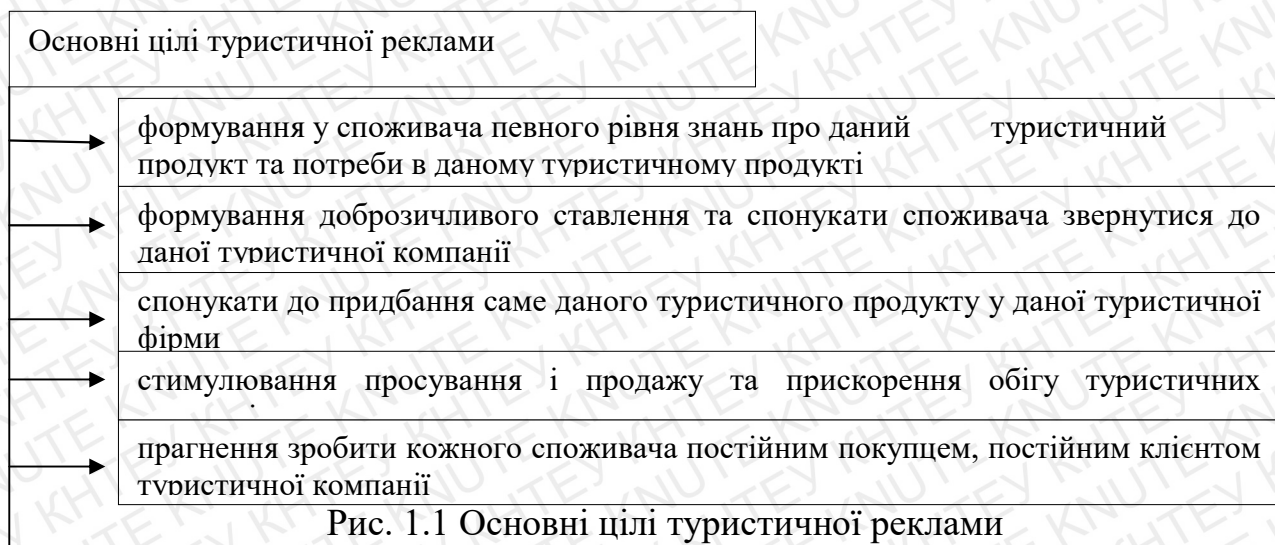 Основні цілі туристичної реклами
формування у споживача певного рівня знань про даний туристичний
продукт та потреби в даному туристичному продукті
формування доброзичливого ставлення та спонукати споживача звернутися до
даної туристичної компанії
спонукати до придбання саме даного туристичного продукту у даної туристичної
фірми
стимулювання просування і продажу та прискорення обігу туристичних
прагнення зробити кожного споживача постійним покупцем, постійним клієнтом
туристичної компанії
Рис. 1.1 Основні цілі туристичної реклами